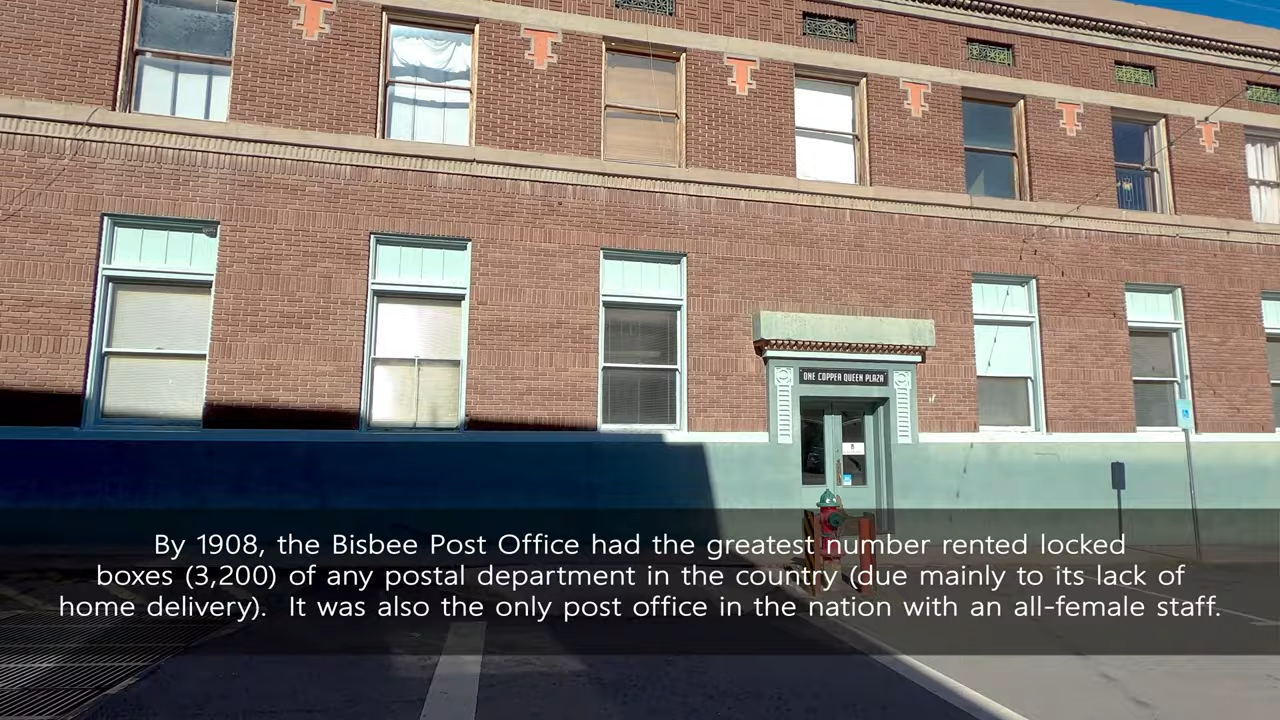 ONE COPPER QUEEN PLAZA
By 1908, the Bisbee Post Office had the greatest number rented locked
boxes (3,200) of any postal department in the country (due mainly to its lack of
home delivery).  It was also the only post office in the nation with an all-female staff.